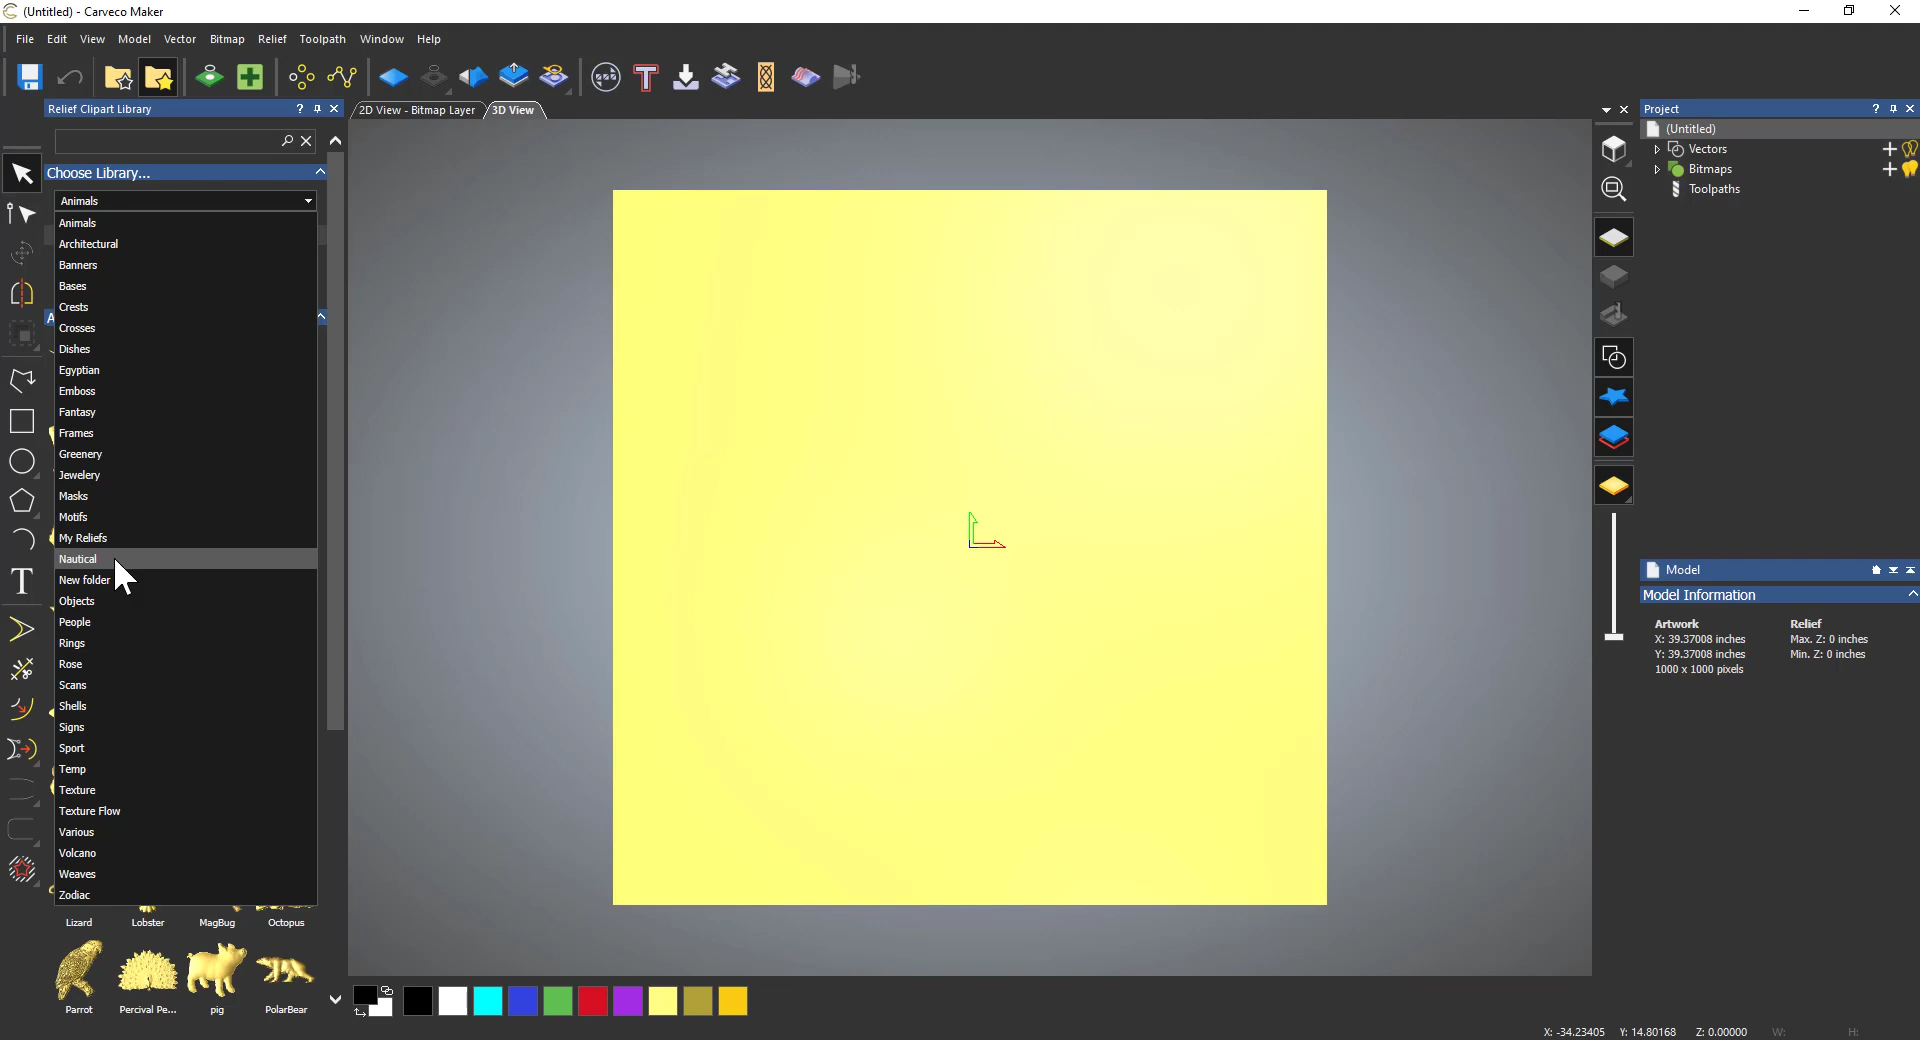 (Untitled) - Carveco Maker
File Edit View Model Vector Bitmap Relief Toolpath Window Help
Relief Clipart Library
Choose Library...
Animals
Animals
Architectural
Banners
Bases
Crests
Crosses
Dishes
Egyptian
Emboss
Fantasy
Frames
Greenery
Jewelery
Masks
Motifs
My Reliefs
Nautical
New folder
Objects
People
Rings
Rose
Scans
Shells
Signs
Sport
Temp
Texture
Texture Flow
Various
Volcano
Weaves
Zodiac
Lizard Lobster MagBug Octopus
Parrot Percival Pe... pig PolarBear
2D View - Bitmap Layer 3D View
Project
(Untitled)
Vectors
Bitmaps
Toolpaths
Model
Model Information
Artwork Relief
X: 39.37008 inches Max. Z: 0 inches
Y: 39.37008 inches Min. Z: 0 inches
1000 x 1000 pixels
X: -34.23405 Y: 14.80168 Z: 0.00000 W: H: